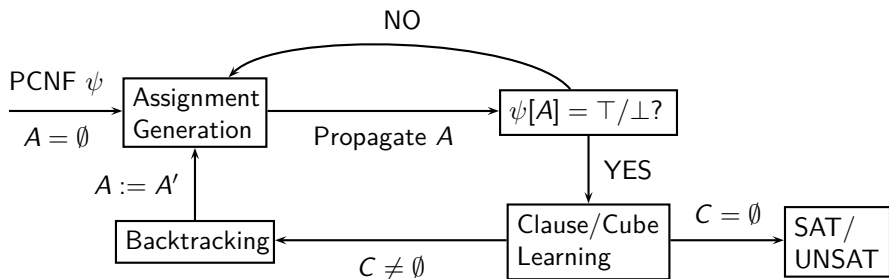 NO
PCNF ψ
A = ∅
Assignment
Generation
Propagate A
ψ[A] = ⊤/⊥?
YES
A := A′
Backtracking
C ≠ ∅
Clause/Cube
Learning
C = ∅
SAT/
UNSAT